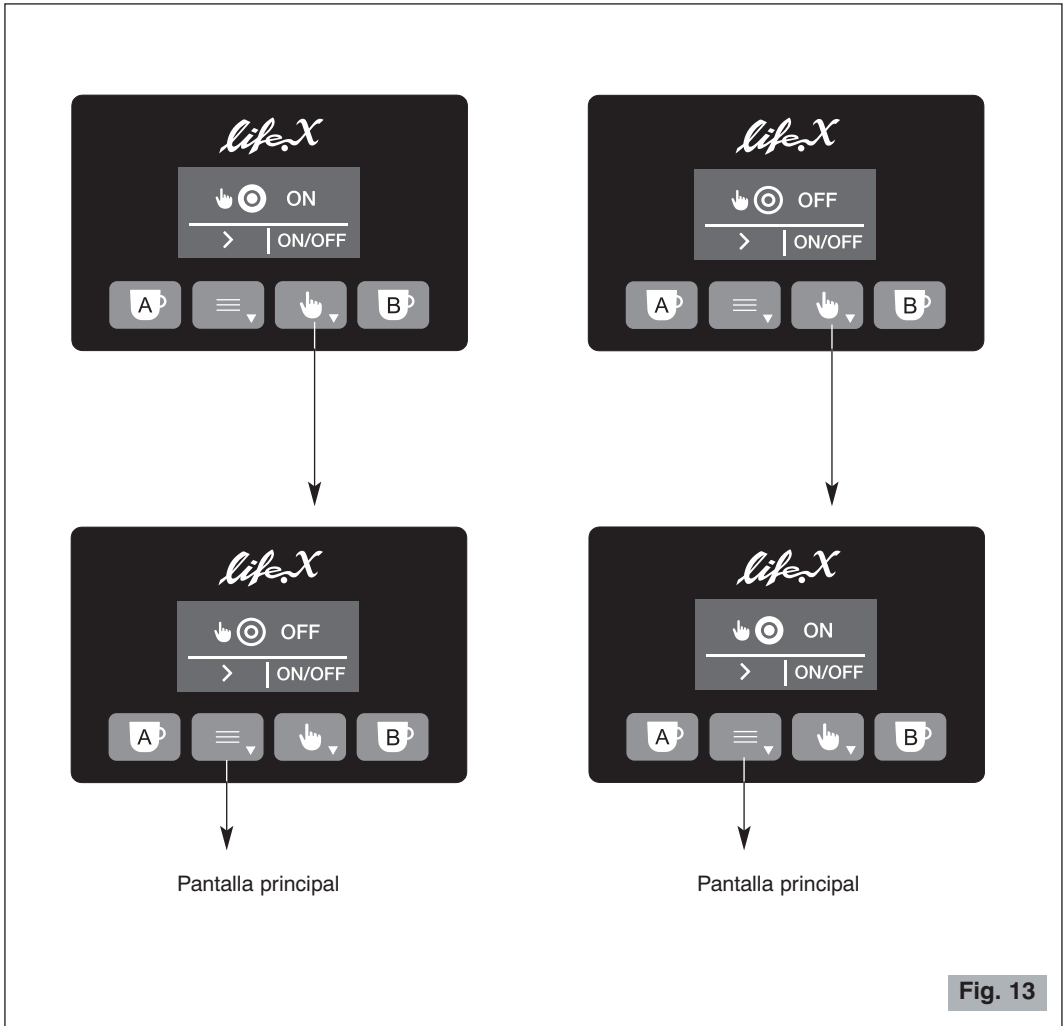 life.X
life.X
ON
OFF
> ON/OFF
> ON/OFF
A
B
A
B
life.X
life.X
OFF
ON
> ON/OFF
> ON/OFF
A
B
A
B
Pantalla principal
Pantalla principal
Fig. 13